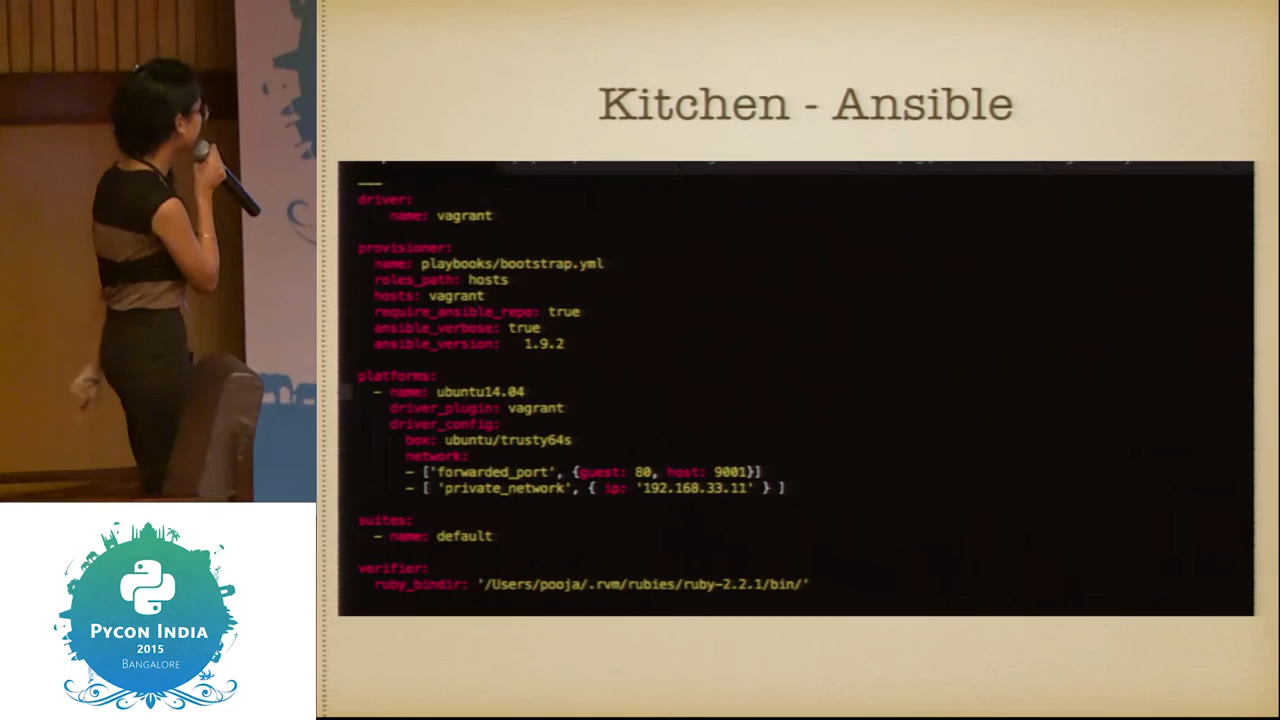 Kitchen - Ansible
---
driver:
name: vagrant
provisioner:
name: playbooks/bootstrap.yml
roles_path: hosts
hosts: vagrant
require_ansible_repo: true
ansible_verbose: true
ansible_version: 1.9.2
platforms:
- name: ubuntu14.04
driver_plugin: vagrant
driver_config:
box: ubuntu/trusty64s
network:
- ['forwarded_port', {guest: 80, host: 9001}]
- [ 'private_network', { ip: '192.168.33.11' } ]
suites:
- name: default
verifier:
ruby_bindir: '/Users/pooja/.rvm/rubies/ruby-2.2.1/bin/'
PYCON INDIA
2015
BANGALORE